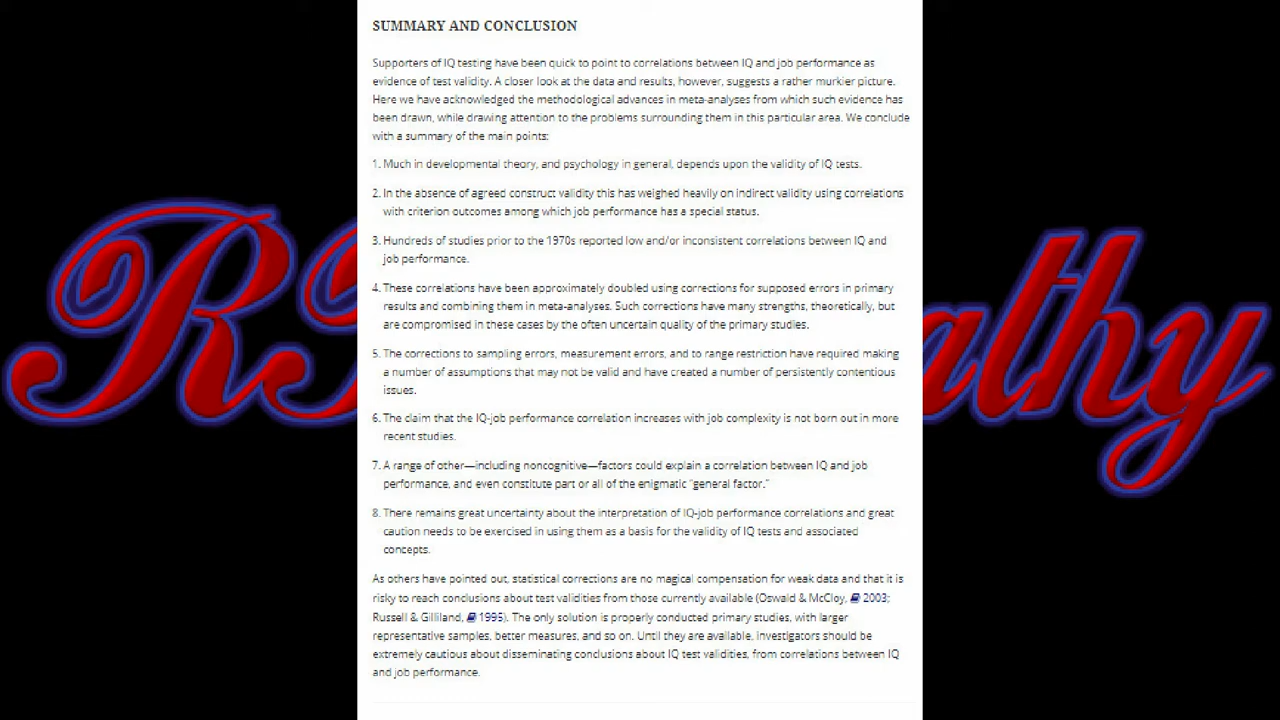 SUMMARY AND CONCLUSION
Supporters of IQ testing have been quick to point to correlations between IQ and job performance as
evidence of test validity. A closer look at the data and results, however, suggests a rather murkier picture.
Here we have acknowledged the methodological advances in meta-analyses from which such evidence has
been drawn, while drawing attention to the problems surrounding them in this particular area. We conclude
with a summary of the main points:
1. Much in developmental theory, and psychology in general, depends upon the validity of IQ tests.
2. In the absence of agreed construct validity this has weighed heavily on indirect validity using correlations
with criterion outcomes among which job performance has a special status.
3. Hundreds of studies prior to the 1970s reported low and/or inconsistent correlations between IQ and
job performance.
4. These correlations have been approximately doubled using corrections for supposed errors in primary
results and combining them in meta-analyses. Such corrections have many strengths, theoretically, but
are compromised in these cases by the often uncertain quality of the primary studies.
5. The corrections to sampling errors, measurement errors, and to range restriction have required making
a number of assumptions that may not be valid and have created a number of persistently contentious
issues.
6. The claim that the IQ-job performance correlation increases with job complexity is not born out in more
recent studies.
7. A range of other—including noncognitive—factors could explain a correlation between IQ and job
performance, and even constitute part or all of the enigmatic “general factor.”
8. There remains great uncertainty about the interpretation of IQ-job performance correlations and great
caution needs to be exercised in using them as a basis for the validity of IQ tests and associated
concepts.
As others have pointed out, statistical corrections are no magical compensation for weak data and that it is
risky to reach conclusions about test validities from those currently available (Oswald & McCloy, 2003;
Russell & Gilliland, 1995). The only solution is properly conducted primary studies, with larger
representative samples, better measures, and so on. Until they are available, investigators should be
extremely cautious about disseminating conclusions about IQ test validities, from correlations between IQ
and job performance.